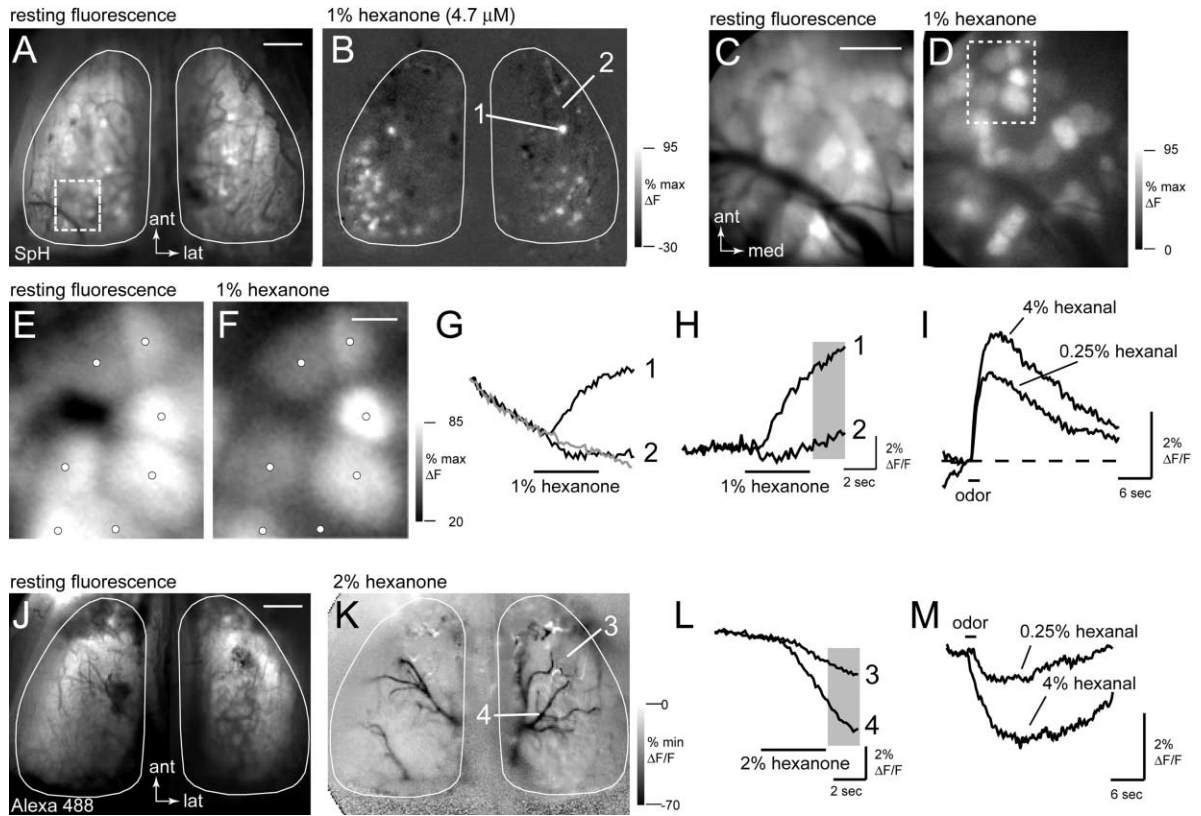 resting fluorescence
1% hexanone (4.7 μM)
resting fluorescence
1% hexanone
A
B
C
D
2
1
95
% max
ΔF
-30
95
% max
ΔF
0
ant
lat
SpH
ant
med
resting fluorescence
1% hexanone
E
F
G
H
I
85
% max
ΔF
20
1
2
1% hexanone
1
2
2%
ΔF/F
1% hexanone
2 sec
4% hexanal
0.25% hexanal
2%
ΔF/F
odor
6 sec
resting fluorescence
2% hexanone
J
K
L
M
3
4
0
% min
ΔF/F
-70
ant
lat
Alexa 488
3
4
2% hexanone
2%
ΔF/F
2 sec
odor
0.25% hexanal
4% hexanal
2%
ΔF/F
6 sec